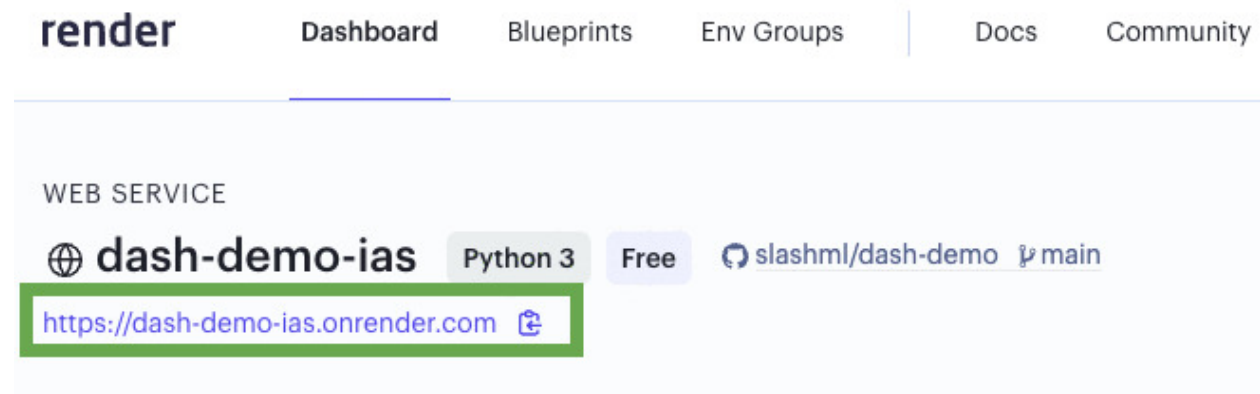 render Dashboard Blueprints Env Groups Docs Community
WEB SERVICE
dash-demo-ias Python 3 Free slashml/dash-demo main
https://dash-demo-ias.onrender.com